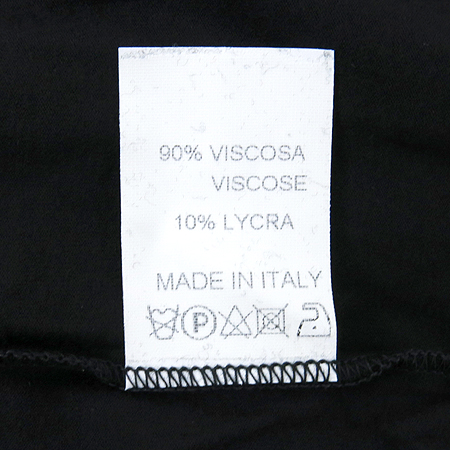 90% VISCOSA
VISCOSE
10% LYCRA
MADE IN ITALY
P